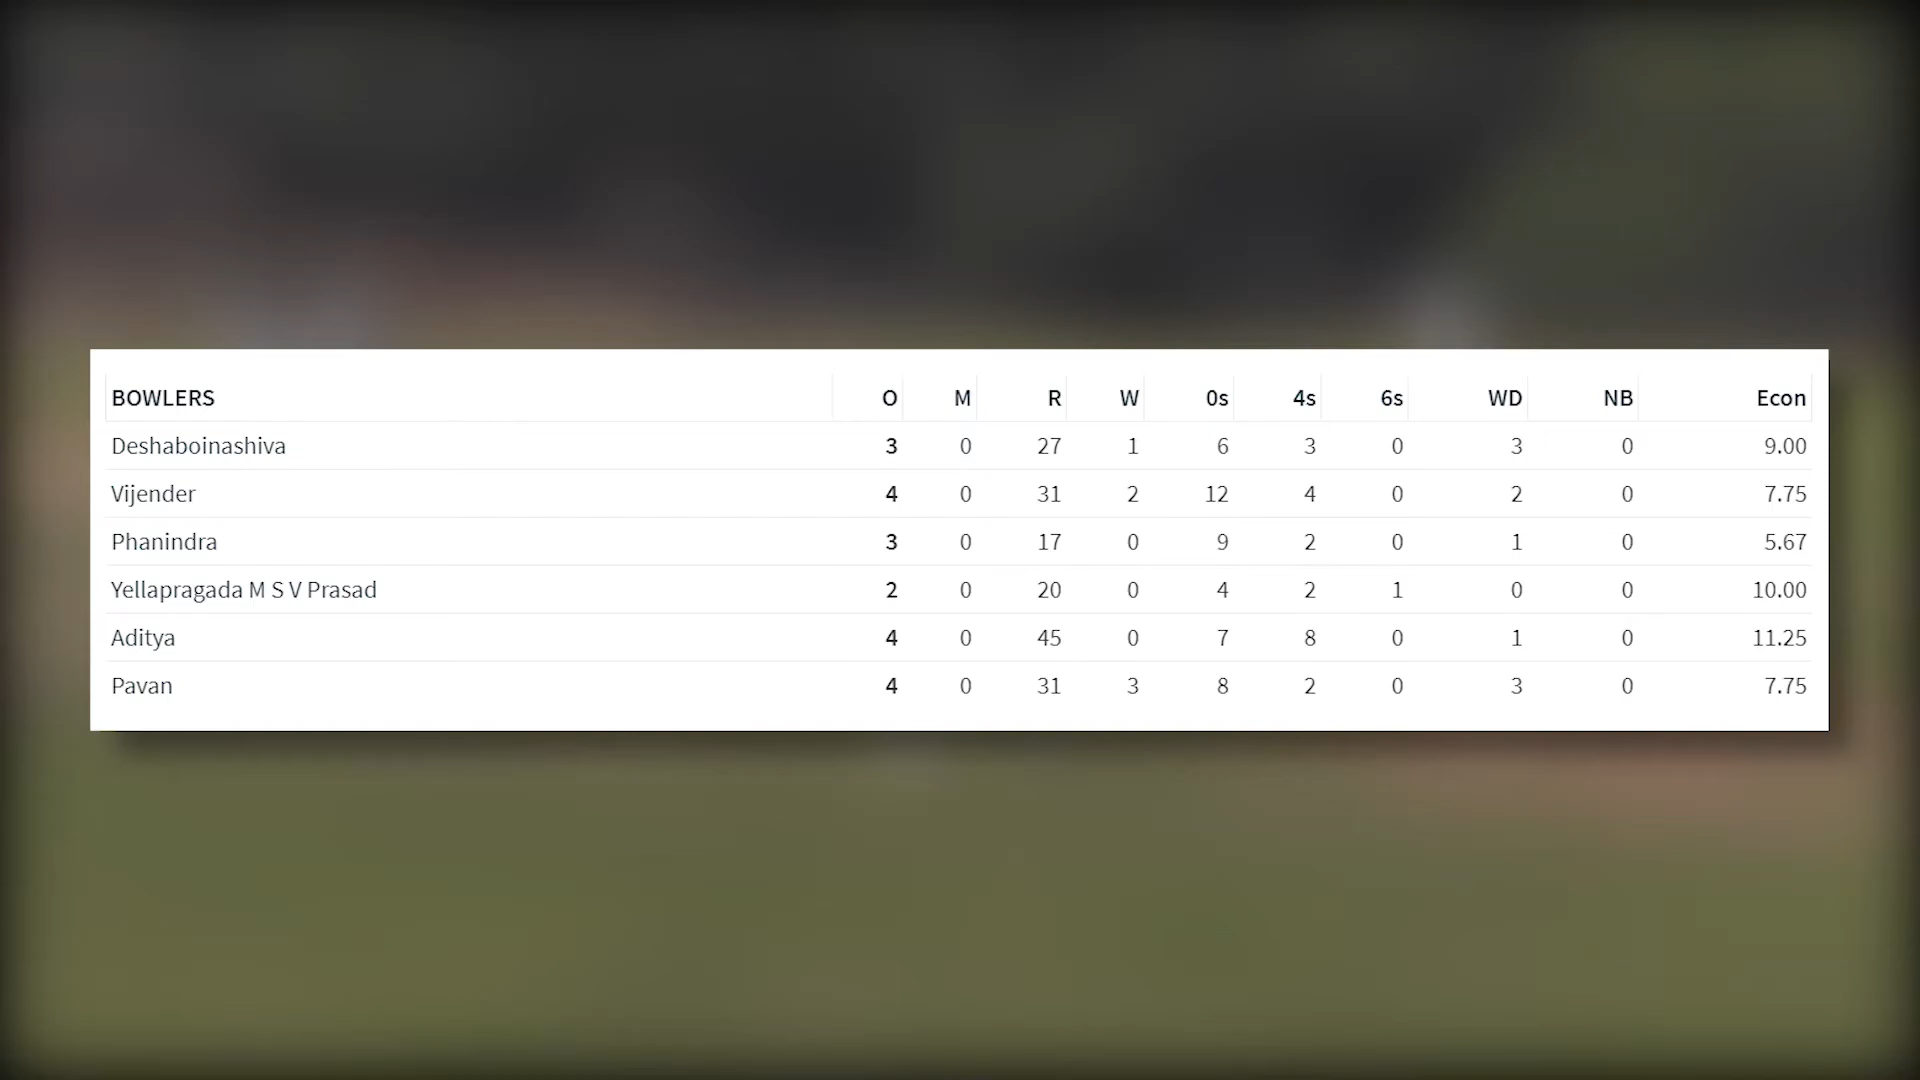 BOWLERS O M R W 0s 4s 6s WD NB Econ
Deshaboinashiva 3 0 27 1 6 3 0 3 0 9.00
Vijender 4 0 31 2 12 4 0 2 0 7.75
Phanindra 3 0 17 0 9 2 0 1 0 5.67
Yellapragada M S V Prasad 2 0 20 0 4 2 1 0 0 10.00
Aditya 4 0 45 0 7 8 0 1 0 11.25
Pavan 4 0 31 3 8 2 0 3 0 7.75